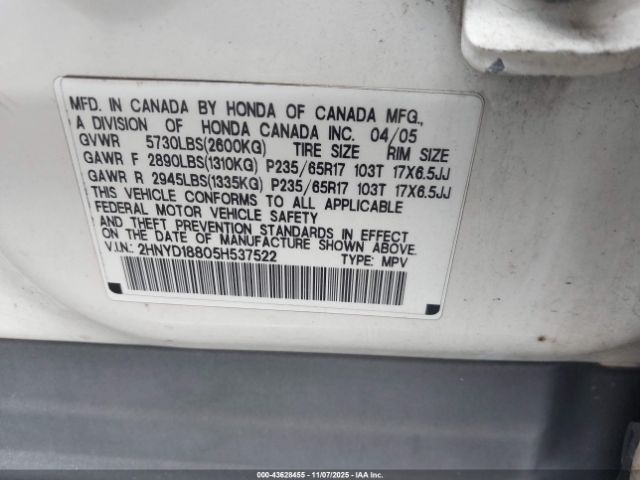 MFD. IN CANADA BY HONDA OF CANADA MFG.,
A DIVISION OF HONDA CANADA INC. 04/05
GVWR 5730LBS(2600KG) TIRE SIZE RIM SIZE
GAWR F 2890LBS(1310KG) P235/65R17 103T 17X6.5JJ
GAWR R 2945LBS(1335KG) P235/65R17 103T 17X6.5JJ
THIS VEHICLE CONFORMS TO ALL APPLICABLE
FEDERAL MOTOR VEHICLE SAFETY
AND THEFT PREVENTION STANDARDS IN EFFECT
ON THE DATE OF MANUFACTURE SHOWN ABOVE.
V.I.N.: 2HNYD18805H537522 TYPE: MPV
000-43628455 - 11/07/2025 - IAA Inc.